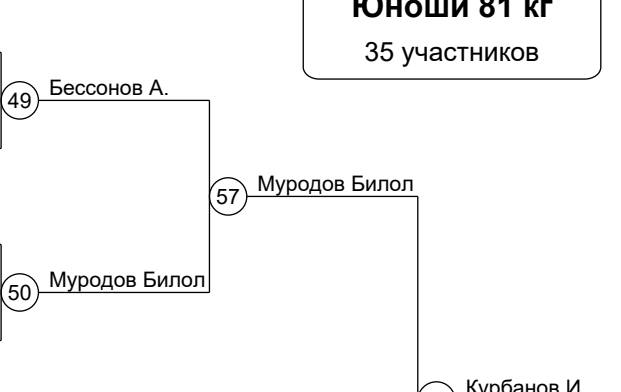 Юноши 81 кг
35 участников
49 Бессонов А.
57 Муродов Билол
50 Муродов Билол
Курбанов И